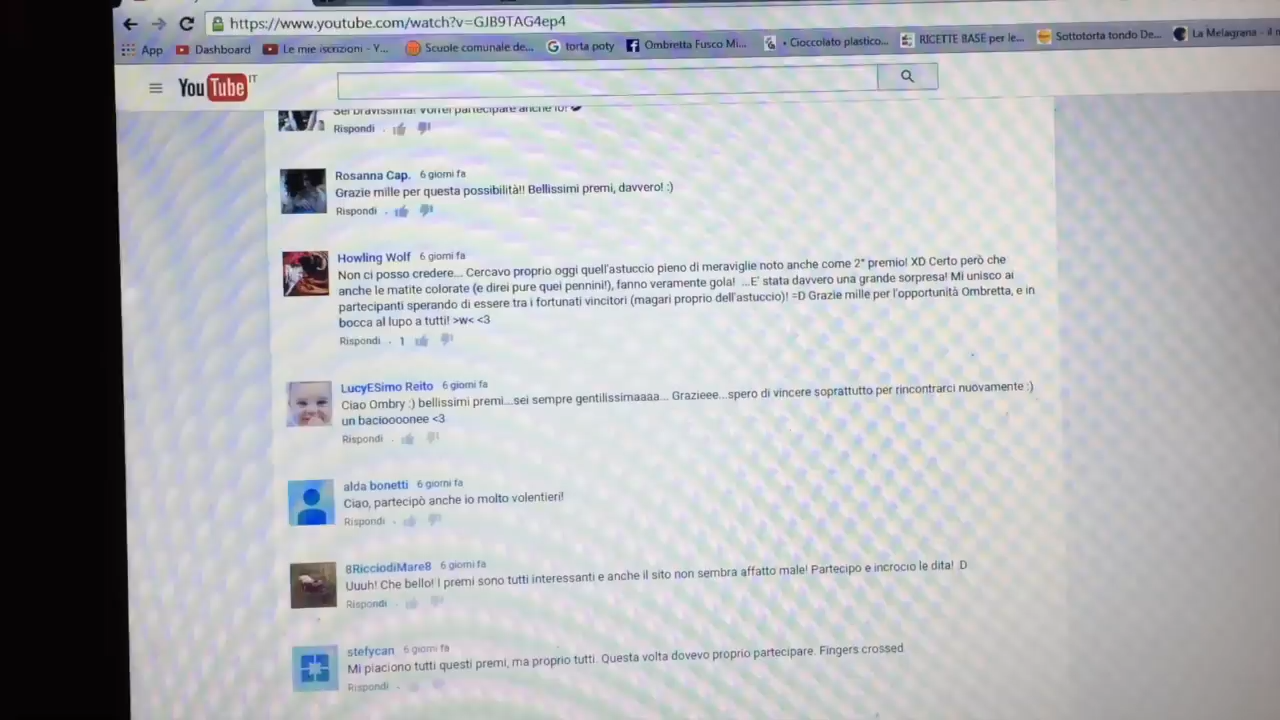 https://www.youtube.com/watch?v=GJB9TAG4ep4
App Dashboard Le mie iscrizioni - Y... Scuole comunale de... torta poty Ombretta Fusco Mi... • Cioccolato plastico... RICETTE BASE per le... Sottotorta tondo De... La Melagrana - il
YouTube IT
Sei bravissima! Vorrei partecipare anche io!
Rispondi
Rosanna Cap. 6 giorni fa
Grazie mille per questa possibilità!! Bellissimi premi, davvero! :)
Rispondi
Howling Wolf 6 giorni fa
Non ci posso credere... Cercavo proprio oggi quell'astuccio pieno di meraviglie noto anche come 2° premio! XD Certo però che
anche le matite colorate (e direi pure quei pennini!), fanno veramente gola! ...E' stata davvero una grande sorpresa! Mi unisco ai
partecipanti sperando di essere tra i fortunati vincitori (magari proprio dell'astuccio)! =D Grazie mille per l'opportunità Ombretta, e in
bocca al lupo a tutti! >w< <3
Rispondi · 1
LucyESimo Reito 6 giorni fa
Ciao Ombry :) bellissimi premi...sei sempre gentilissimaaaa... Grazieee...spero di vincere soprattutto per rincontrarci nuovamente :)
un bacioooonee <3
Rispondi
alda bonetti 6 giorni fa
Ciao, partecipò anche io molto volentieri!
Rispondi
8RicciodiMare8 6 giorni fa
Uuuh! Che bello! I premi sono tutti interessanti e anche il sito non sembra affatto male! Partecipo e incrocio le dita! :D
Rispondi
stefycan 6 giorni fa
Mi piaciono tutti questi premi, ma proprio tutti. Questa volta dovevo proprio partecipare. Fingers crossed.
Rispondi